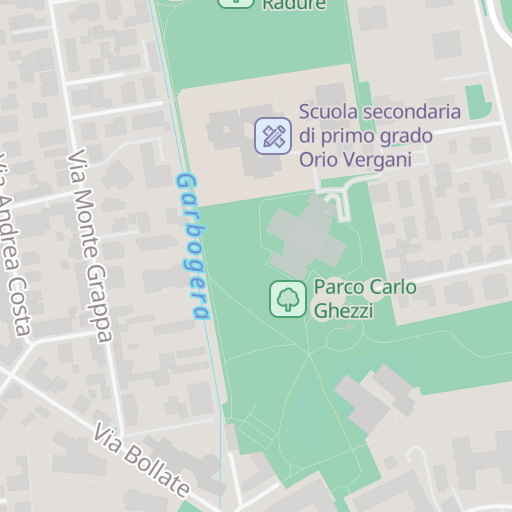 Radure
Scuola secondaria
di primo grado
Orio Vergani
Garbogera
Via Monte Grappa
Via Andrea Costa
Parco Carlo
Ghezzi
Via Bollate